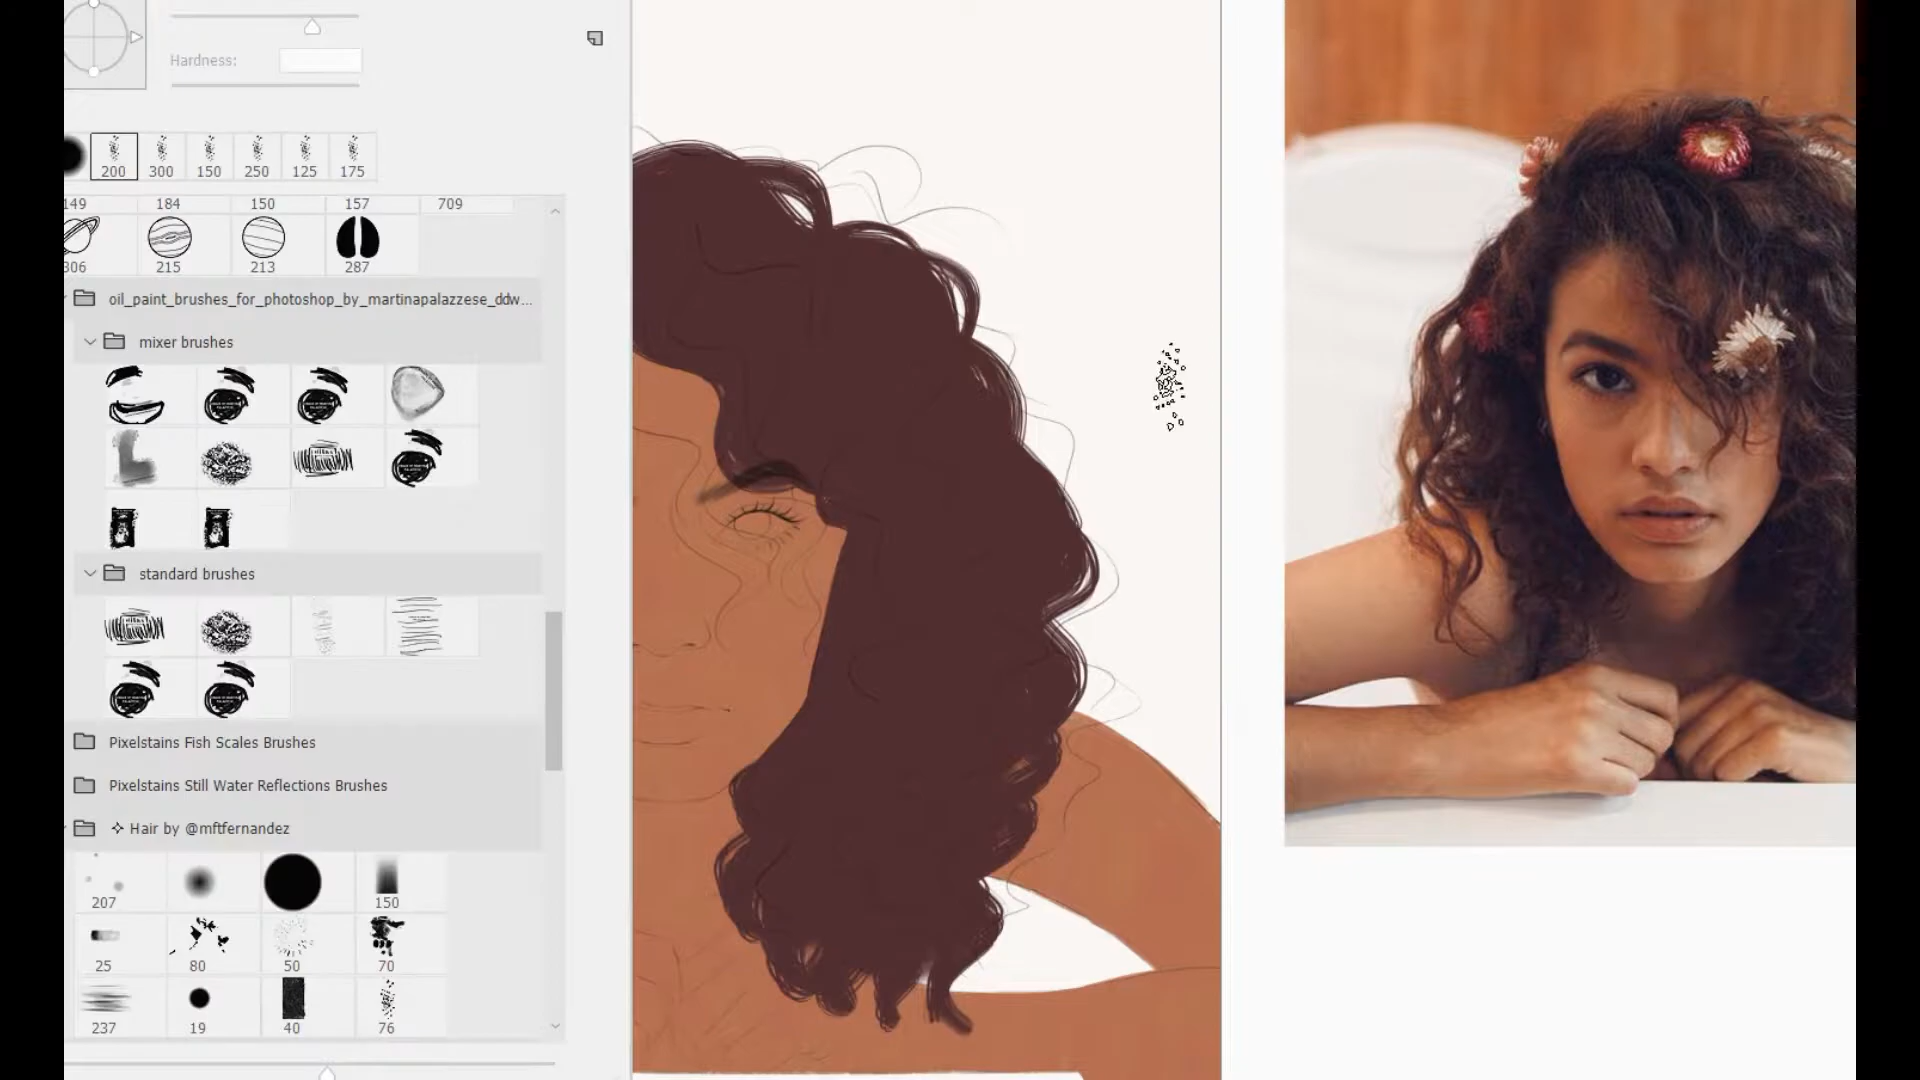 Hardness:
200 300 150 250 125 175
149 184 150 157 709
306 215 213 287
oil_paint_brushes_for_photoshop_by_martinapalazzese_ddw...
mixer brushes
standard brushes
Pixelstains Fish Scales Brushes
Pixelstains Still Water Reflections Brushes
✧ Hair by @mftfernandez
207 150
25 80 50 70
237 19 40 76